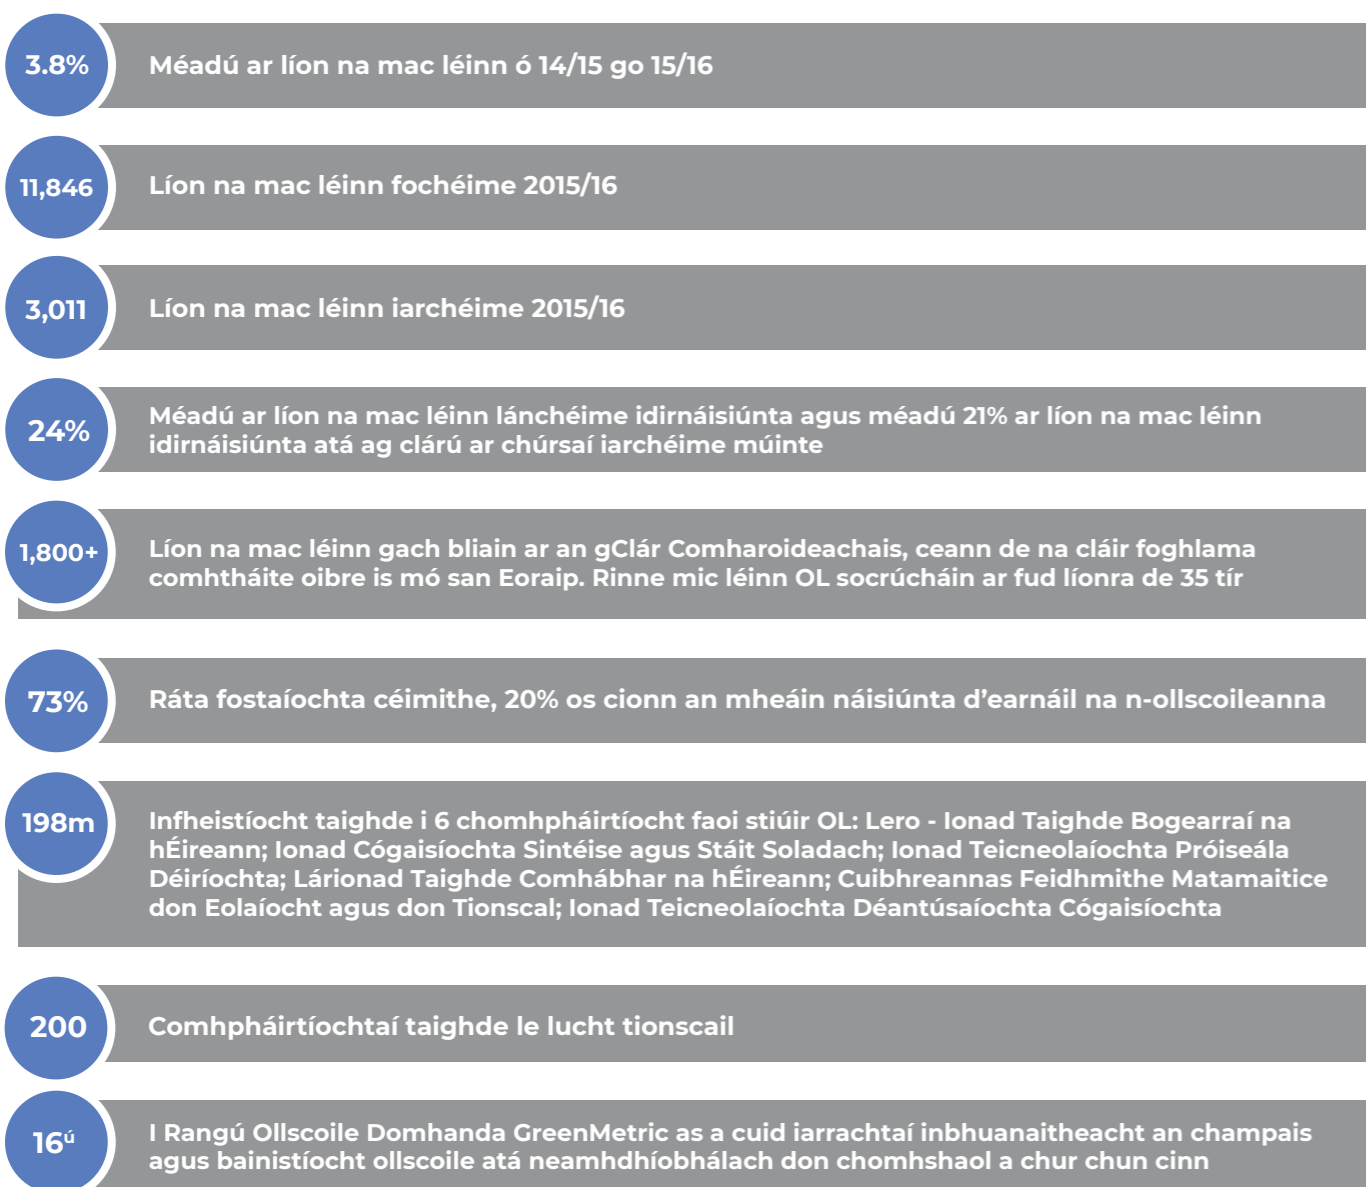 3.8%
Méadú ar líon na mac léinn ó 14/15 go 15/16
11,846
Líon na mac léinn fochéime 2015/16
3,011
Líon na mac léinn iarchéime 2015/16
24%
Méadú ar líon na mac léinn lánchéime idirnáisiúnta agus méadú 21% ar líon na mac léinn
idirnáisiúnta atá ag clárú ar chúrsaí iarchéime múinte
1,800+
Líon na mac léinn gach bliain ar an gClár Comharoideachais, ceann de na cláir foghlama
comhtháite oibre is mó san Eoraip. Rinne mic léinn OL socrúcháin ar fud líonra de 35 tír
73%
Ráta fostaíochta céimithe, 20% os cionn an mheáin náisiúnta d’earnáil na n-ollscoileanna
198m
Infheistíocht taighde i 6 chomhpháirtíocht faoi stiúir OL: Lero - Ionad Taighde Bogearraí na
hÉireann; Ionad Cógaisíochta Sintéise agus Stáit Soladach; Ionad Teicneolaíochta Próiseála
Déiríochta; Lárionad Taighde Comhábhar na hÉireann; Cuibhreannas Feidhmithe Matamaitice
don Eolaíocht agus don Tionscal; Ionad Teicneolaíochta Déantúsaíochta Cógaisíochta
200
Comhpháirtíochtaí taighde le lucht tionscail
16ú
I Rangú Ollscoile Domhanda GreenMetric as a cuid iarrachtaí inbhuanaitheacht an champais
agus bainistíocht ollscoile atá neamhdhíobhálach don chomhshaol a chur chun cinn